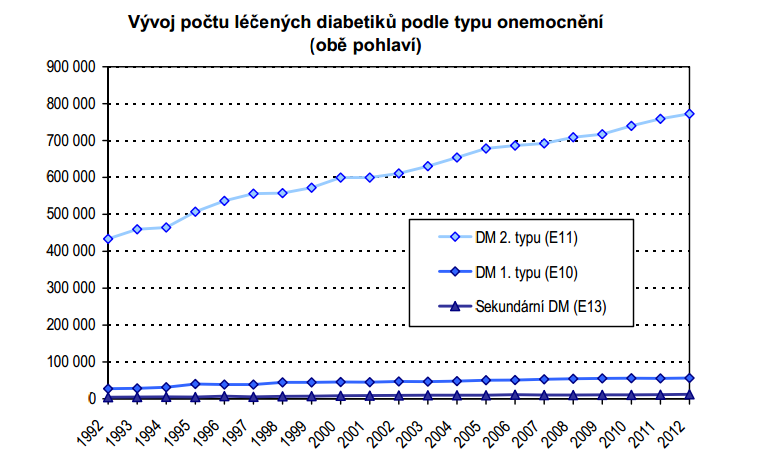 Vývoj počtu léčených diabetiků podle typu onemocnění
(obě pohlaví)
900 000
800 000
700 000
600 000
500 000
400 000
300 000
200 000
100 000
0
DM 2. typu (E11)
DM 1. typu (E10)
Sekundární DM (E13)
1992 1993 1994 1995 1996 1997 1998 1999 2000 2001 2002 2003 2004 2005 2006 2007 2008 2009 2010 2011 2012